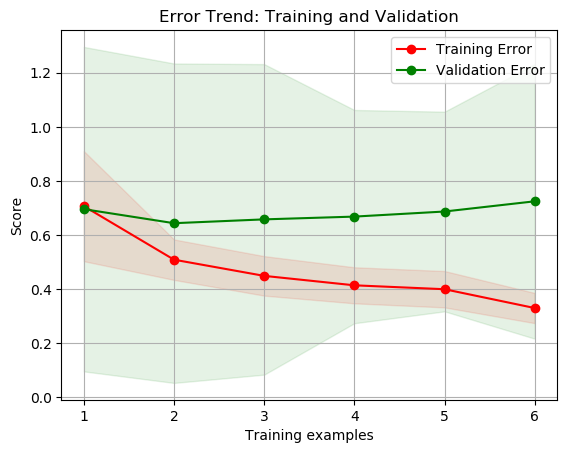 Error Trend: Training and Validation
Training Error
Validation Error
Score
1.2
1.0
0.8
0.6
0.4
0.2
0.0
1 2 3 4 5 6
Training examples